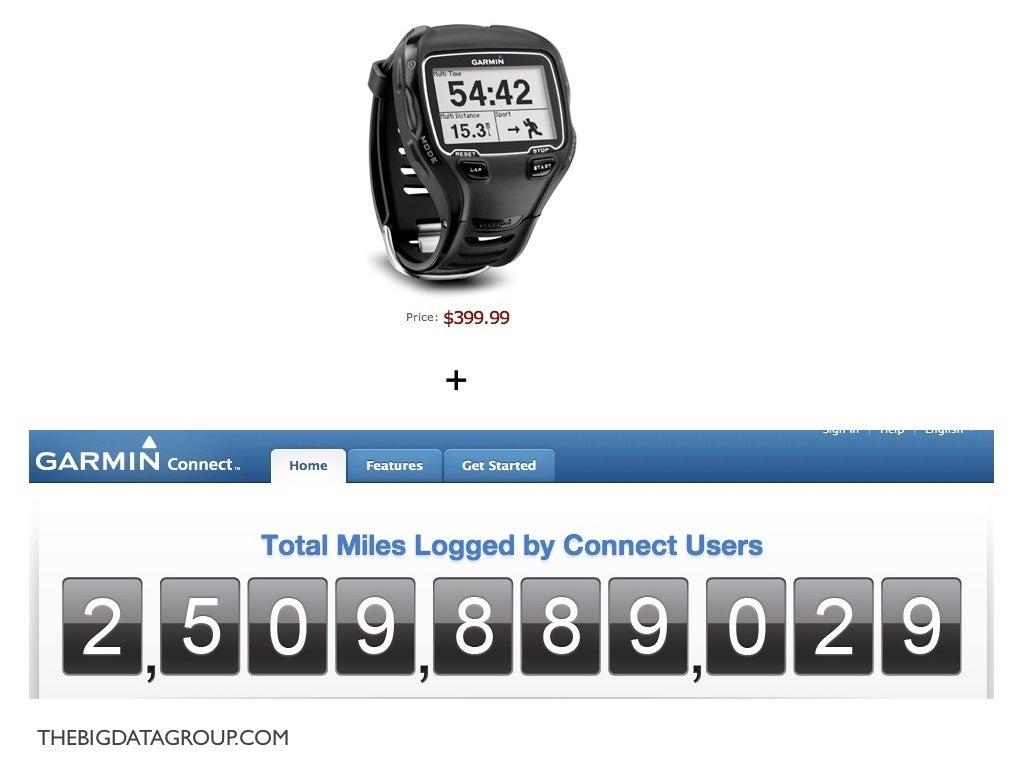 GARMIN
Multi Time
54:42
Multi Distance Sport
15.3
MODE
RESET STOP
LAP START
Price: $399.99
+
Sign In | Help | English
GARMIN Connect™ Home Features Get Started
Total Miles Logged by Connect Users
2,509,889,029
THEBIGDATAGROUP.COM